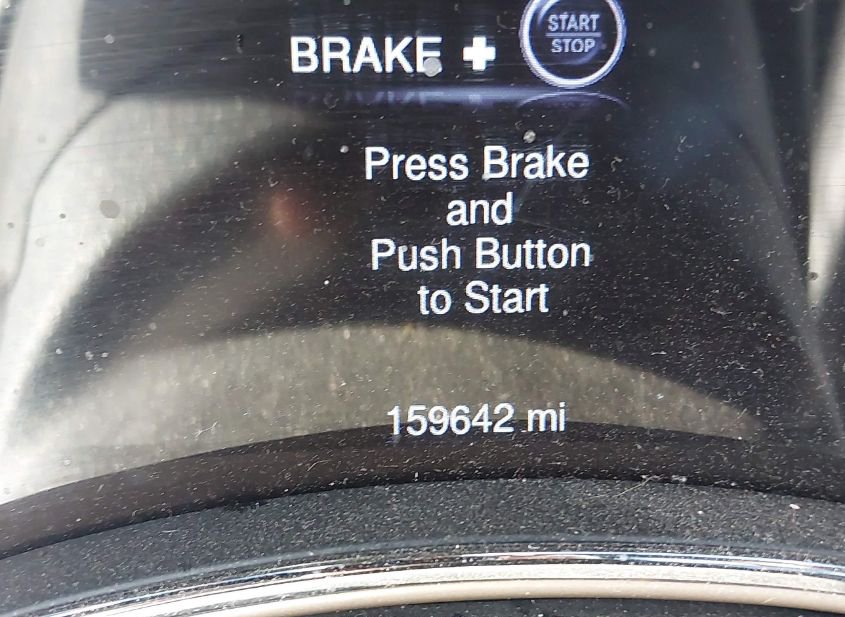 BRAKE + START
STOP
Press Brake
and
Push Button
to Start
159642 mi